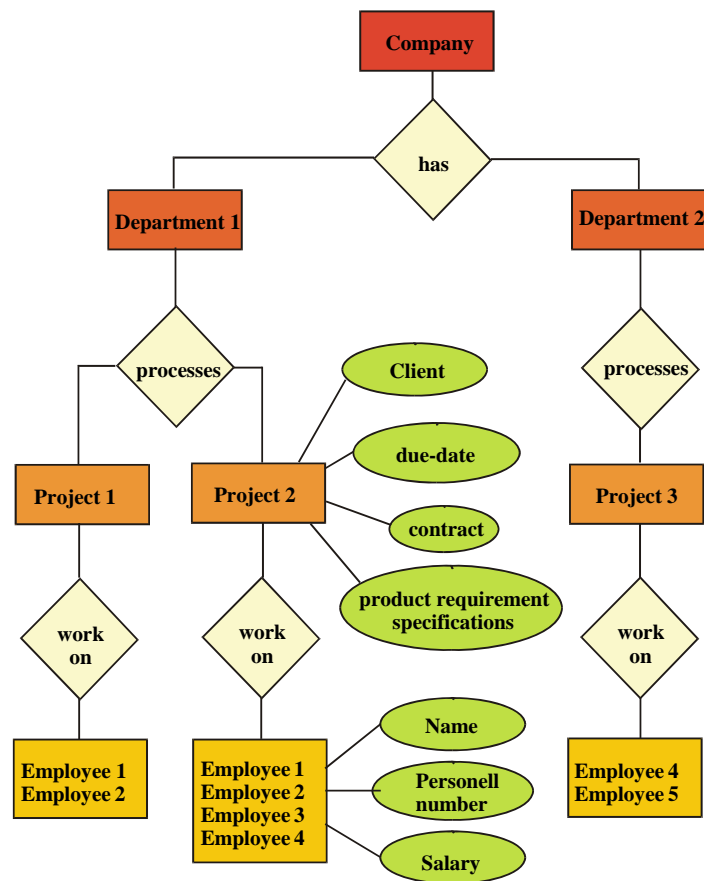 Company
has
Department 1
Department 2
processes
Client
processes
due-date
Project 1
Project 2
Project 3
contract
product requirement
specifications
work
on
work
on
work
on
Name
Employee 1
Employee 2
Employee 1
Employee 2
Employee 3
Employee 4
Personell
number
Employee 4
Employee 5
Salary